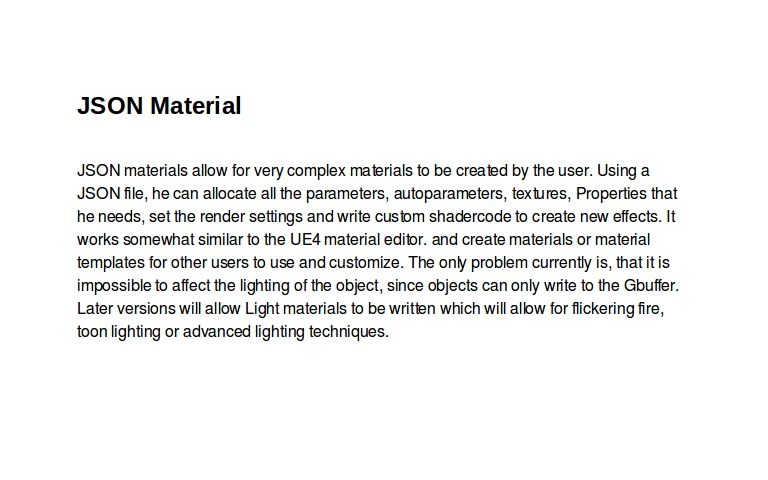 JSON Material
JSON materials allow for very complex materials to be created by the user. Using a
JSON file, he can allocate all the parameters, autoparameters, textures, Properties that
he needs, set the render settings and write custom shadercode to create new effects. It
works somewhat similar to the UE4 material editor. and create materials or material
templates for other users to use and customize. The only problem currently is, that it is
impossible to affect the lighting of the object, since objects can only write to the Gbuffer.
Later versions will allow Light materials to be written which will allow for flickering fire,
toon lighting or advanced lighting techniques.